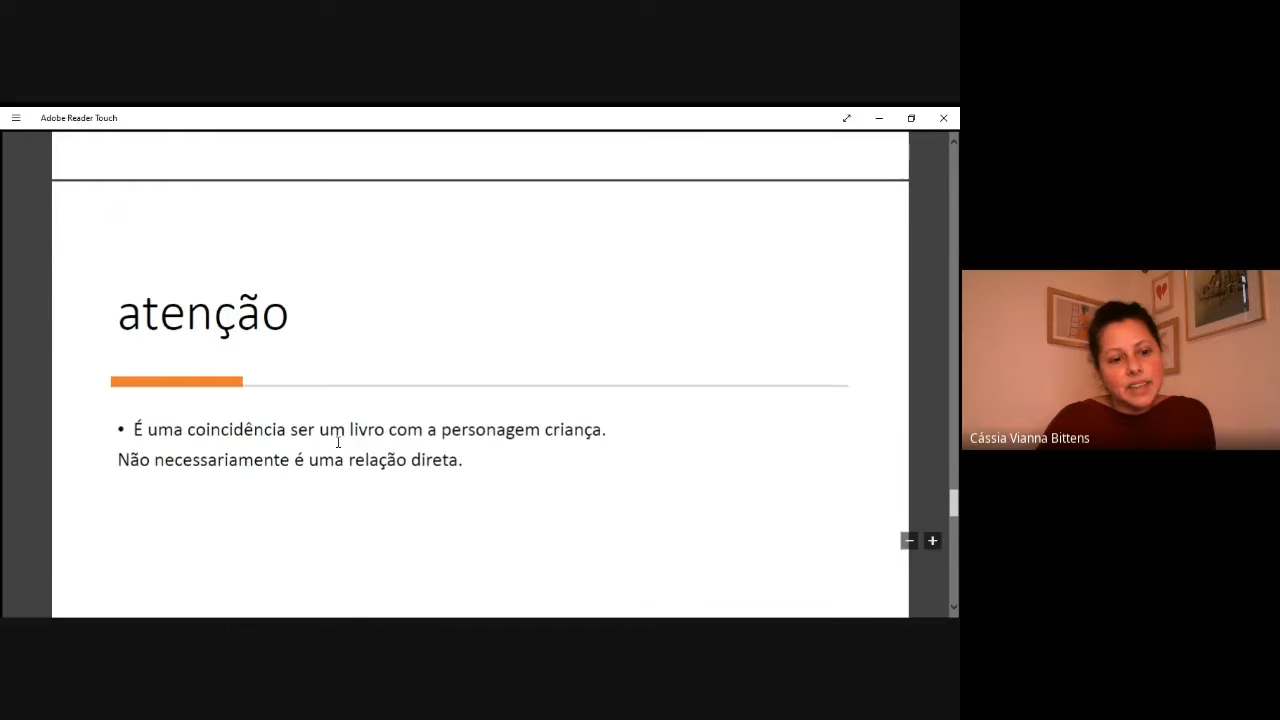 Adobe Reader Touch
atenção
• É uma coincidência ser um livro com a personagem criança.
Não necessariamente é uma relação direta.
Cássia Vianna Bittens